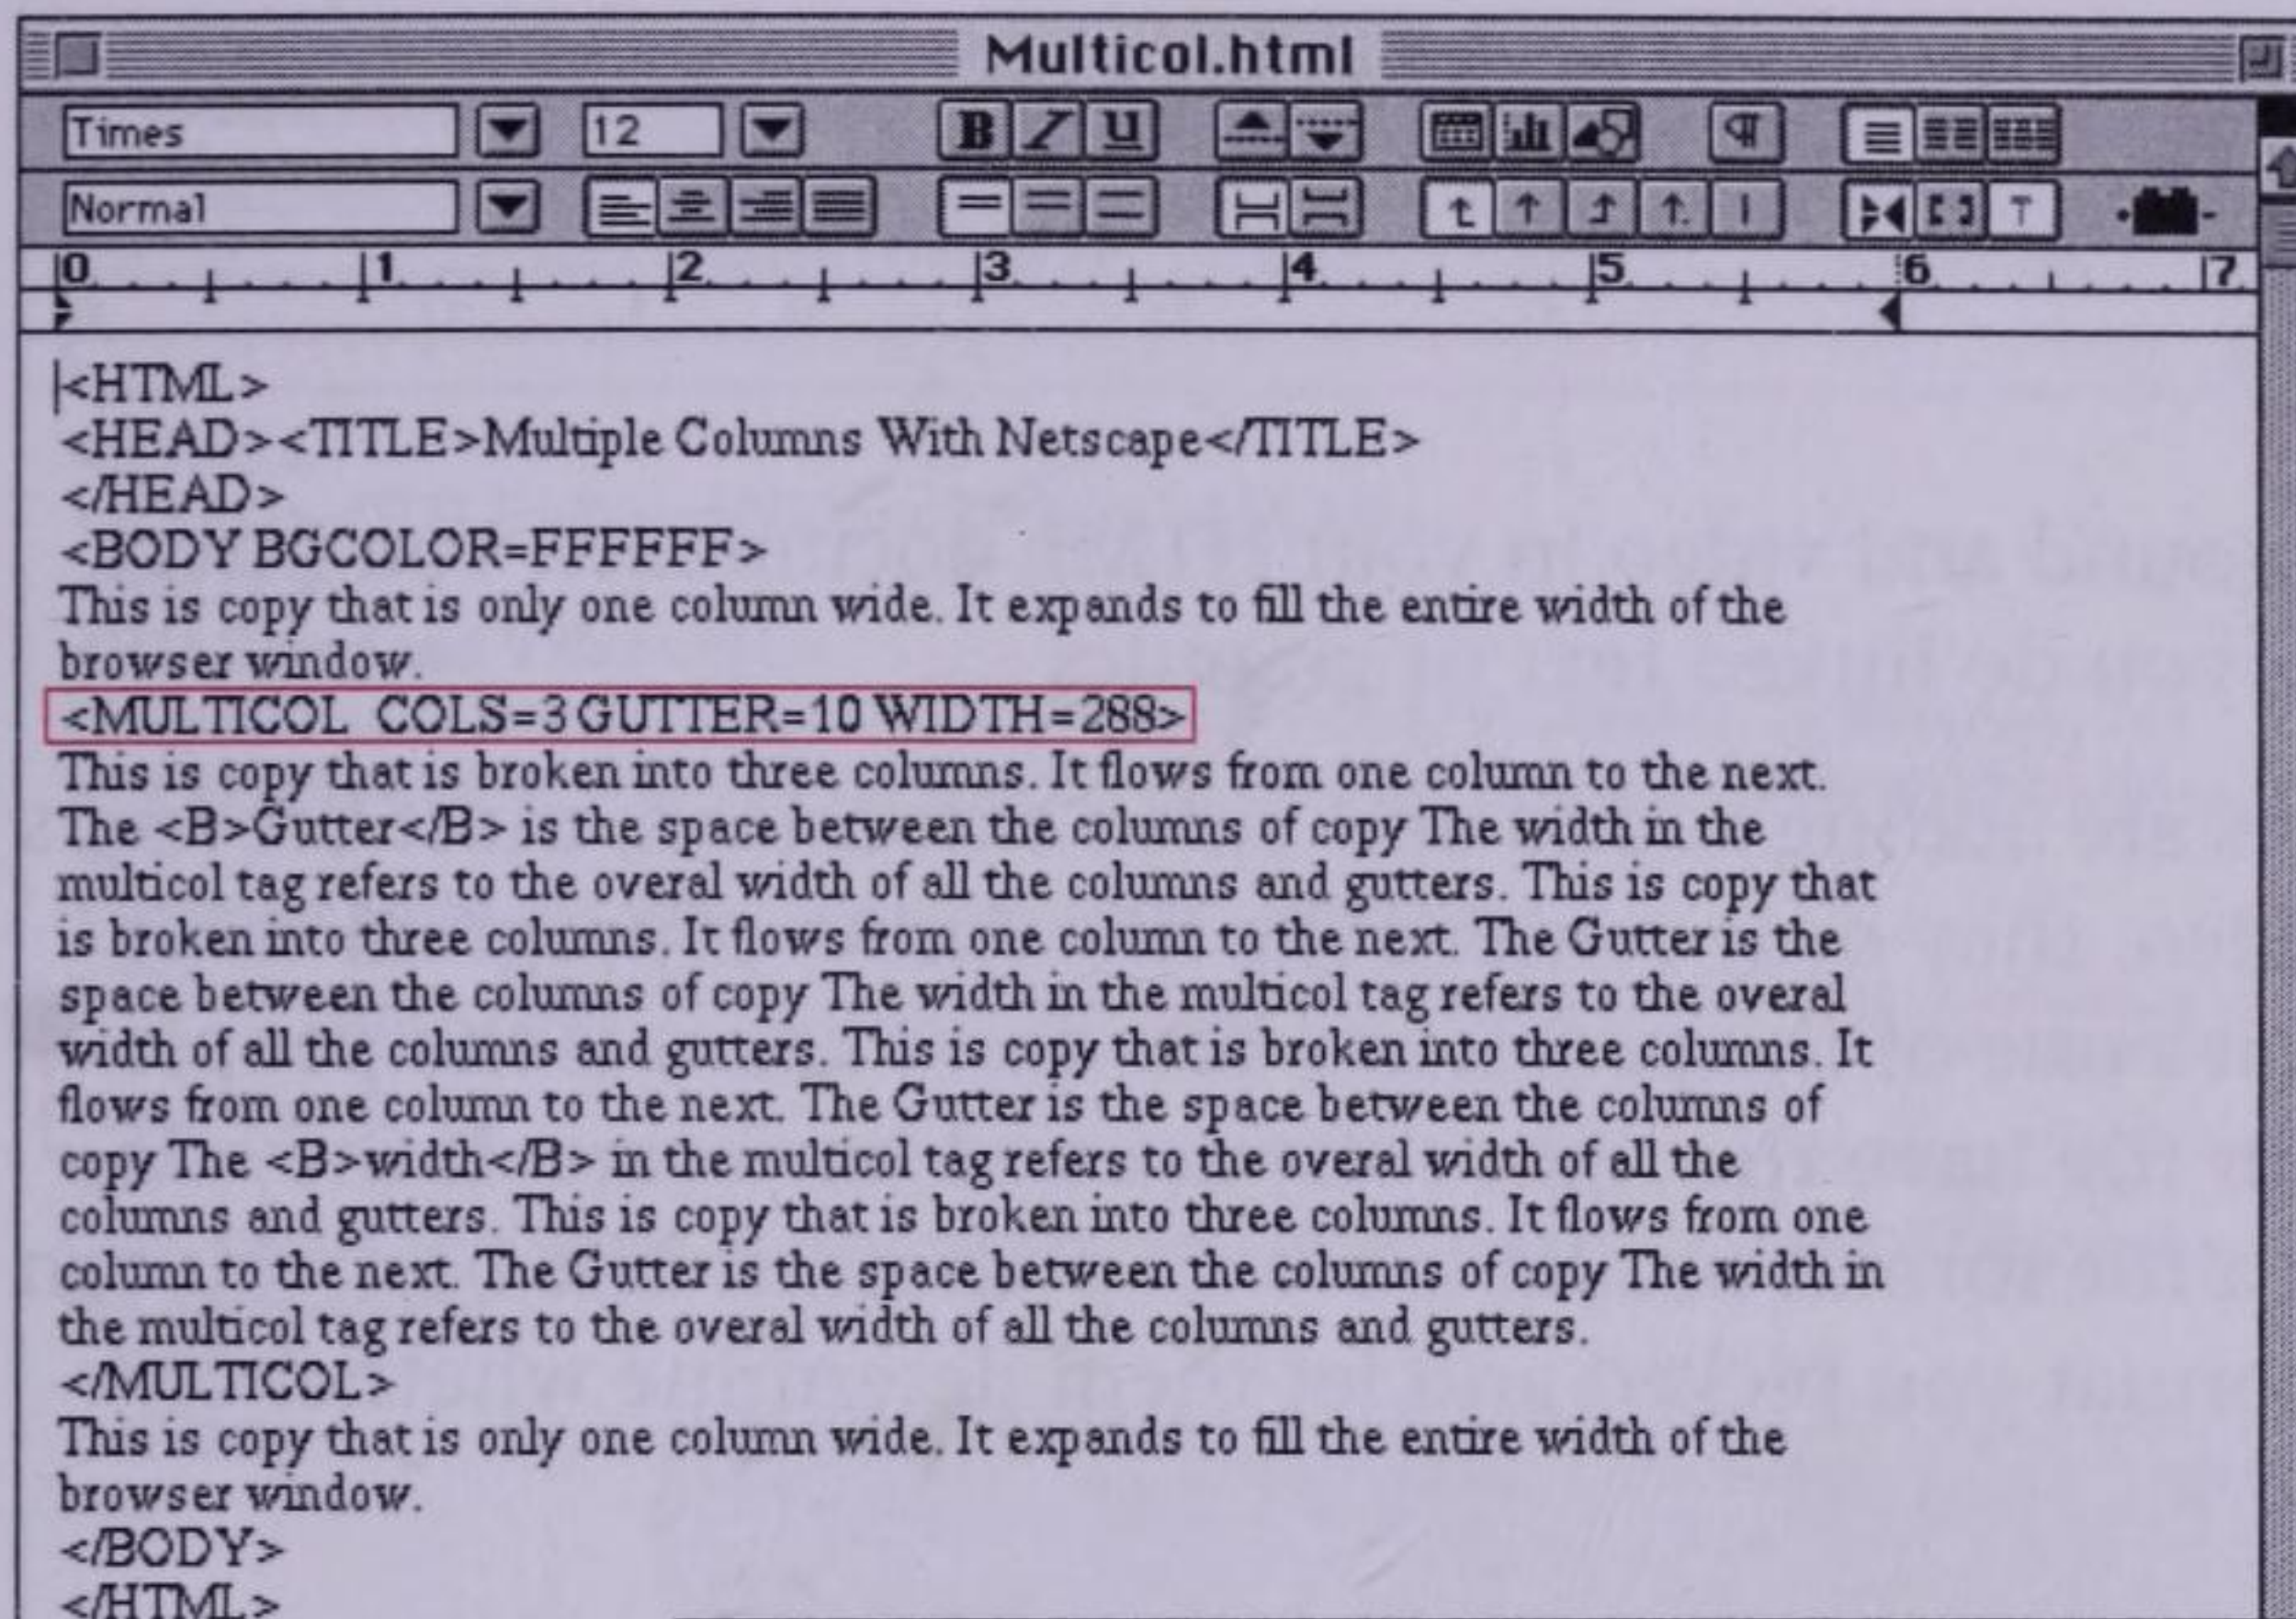 Multicol.html
Times 12 B I U ¶
Normal T
0 1 2 3 4 5 6 7
<HTML>
<HEAD><TITLE>Multiple Columns With Netscape</TITLE>
</HEAD>
<BODY BGCOLOR=FFFFFF>
This is copy that is only one column wide. It expands to fill the entire width of the
browser window.
<MULTICOL  COLS=3 GUTTER=10 WIDTH=288>
This is copy that is broken into three columns. It flows from one column to the next.
The <B>Gutter</B> is the space between the columns of copy The width in the
multicol tag refers to the overal width of all the columns and gutters. This is copy that
is broken into three columns. It flows from one column to the next. The Gutter is the
space between the columns of copy The width in the multicol tag refers to the overal
width of all the columns and gutters. This is copy that is broken into three columns. It
flows from one column to the next. The Gutter is the space between the columns of
copy The <B>width</B> in the multicol tag refers to the overal width of all the
columns and gutters. This is copy that is broken into three columns. It flows from one
column to the next. The Gutter is the space between the columns of copy The width in
the multicol tag refers to the overal width of all the columns and gutters.
</MULTICOL>
This is copy that is only one column wide. It expands to fill the entire width of the
browser window.
</BODY>
</HTML>